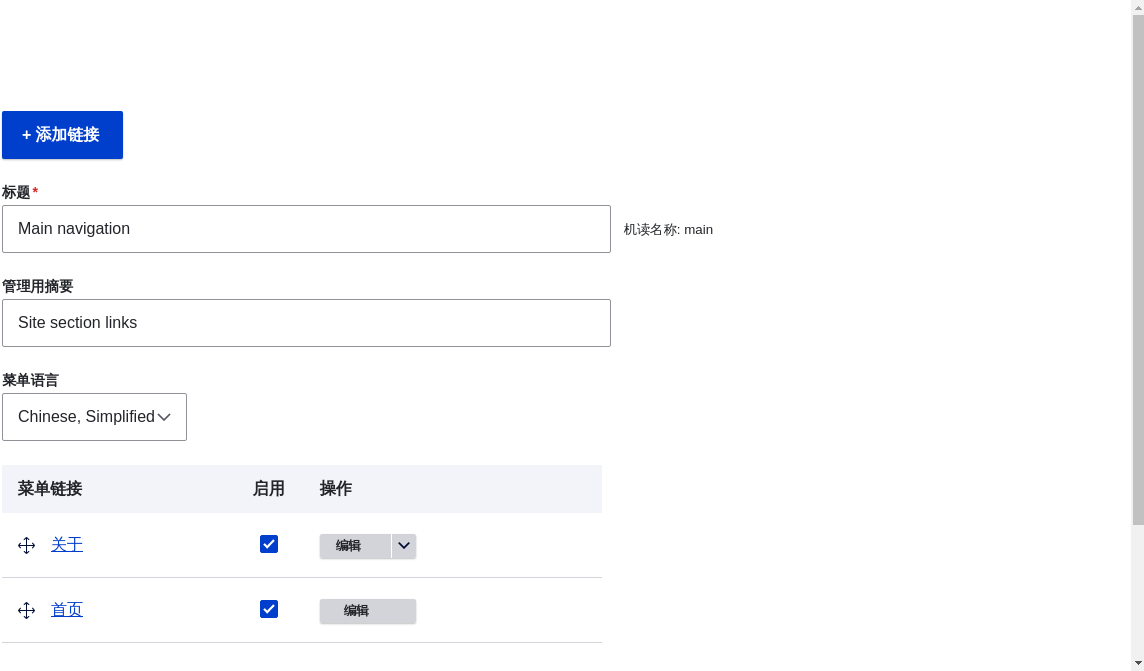 + 添加链接
标题*
Main navigation
机读名称: main
管理用摘要
Site section links
菜单语言
Chinese, Simplified
菜单链接 启用 操作
关于 编辑
首页 编辑